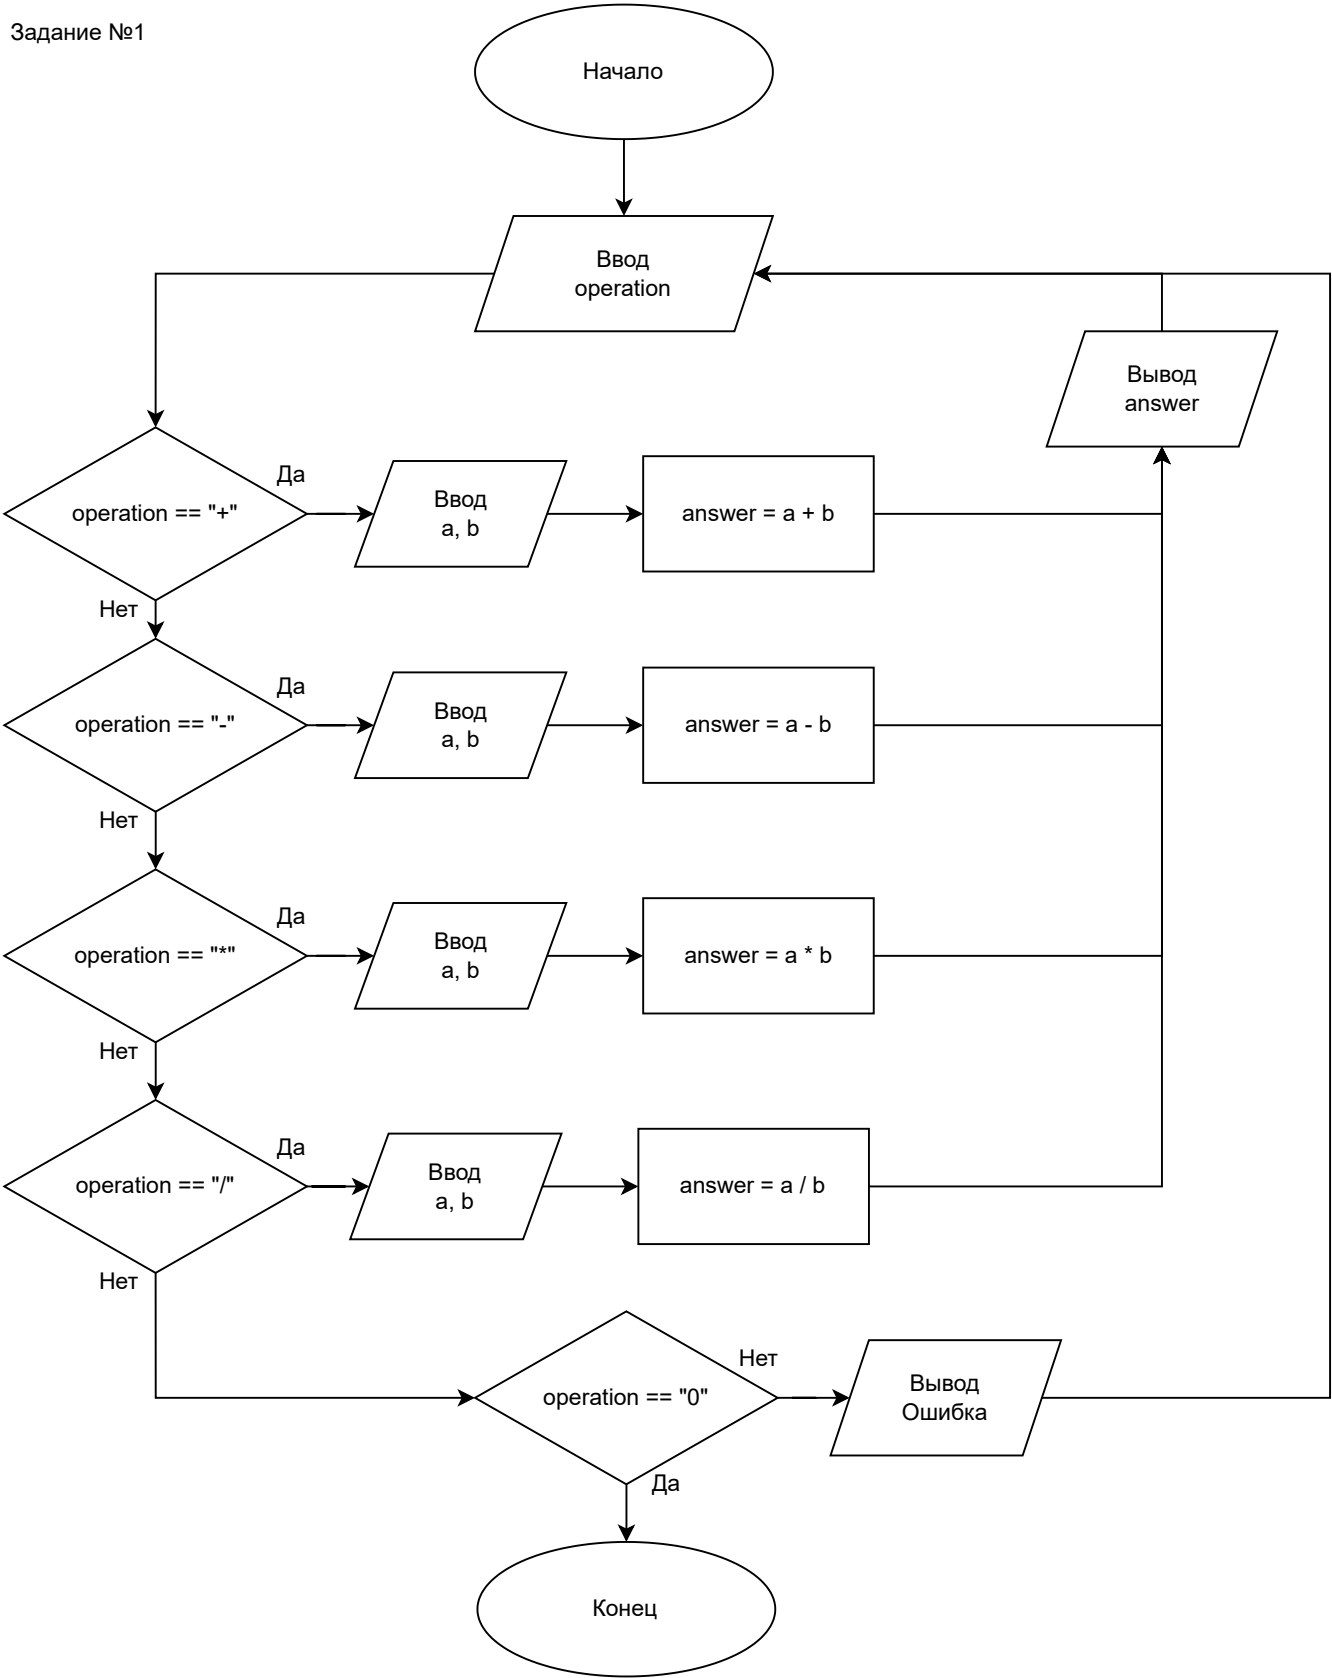 Задание №1
Начало
Ввод
operation
Вывод
answer
operation == "+"
Да
Ввод
a, b
answer = a + b
Нет
operation == "-"
Да
Ввод
a, b
answer = a - b
Нет
operation == "*"
Да
Ввод
a, b
answer = a * b
Нет
operation == "/"
Да
Ввод
a, b
answer = a / b
Нет
operation == "0"
Нет
Вывод
Ошибка
Да
Конец